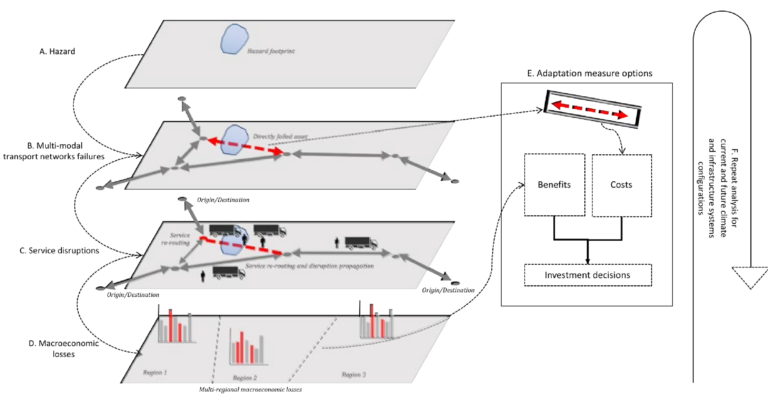 A. Hazard
Hazard footprint
B. Multi-modal
transport networks failures
Directly failed asset
Origin/Destination
C. Service disruptions
Service
re-routing
Service re-routing and disruption propagation
Origin/Destination
Origin/Destination
D. Macroeconomic
losses
Region 1
Region 2
Region 3
Multi-regional macroeconomic losses
E. Adaptation measure options
Benefits
Costs
Investment decisions
F. Repeat analysis for
current and future climate
and infrastructure systems
configurations